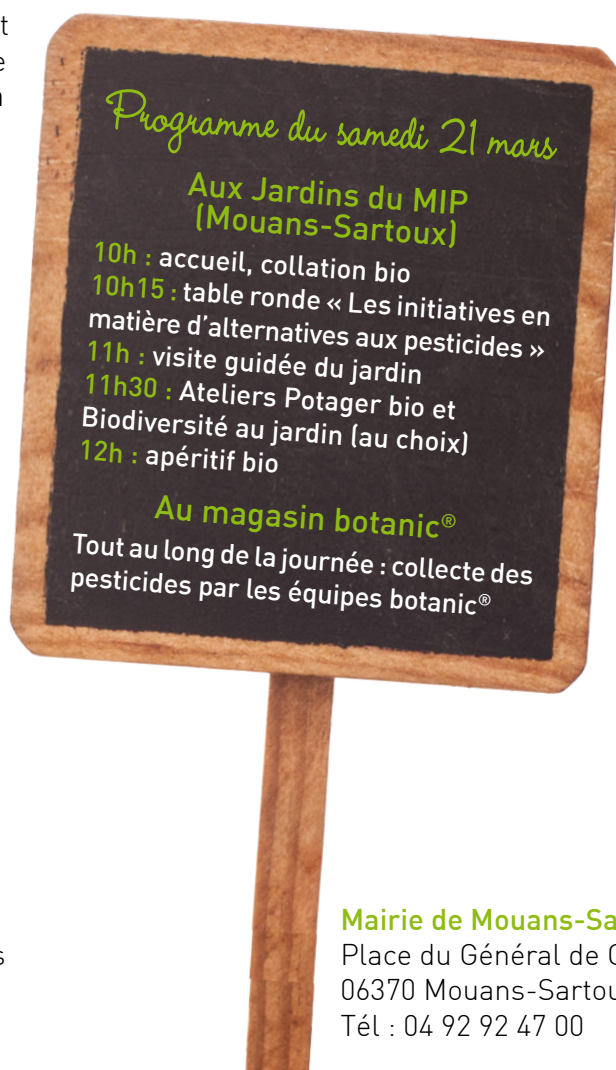 Programme du samedi 21 mars
Aux Jardins du MIP
(Mouans-Sartoux)
10h : accueil, collation bio
10h15 : table ronde « Les initiatives en
matière d’alternatives aux pesticides »
11h : visite guidée du jardin
11h30 : Ateliers Potager bio et
Biodiversité au jardin (au choix)
12h : apéritif bio
Au magasin botanic®
Tout au long de la journée : collecte des
pesticides par les équipes botanic®
Mairie de Mouans-Sa
Place du Général de
06370 Mouans-Sartou
Tél : 04 92 92 47 00